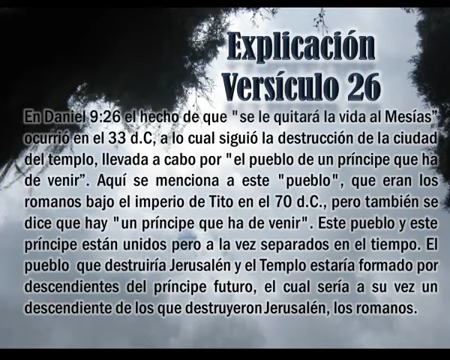 Explicación
Versículo 26
En Daniel 9:26 el hecho de que "se le quitará la vida al Mesías"
ocurrió en el 33 d.C, a lo cual siguió la destrucción de la ciudad
del templo, llevada a cabo por "el pueblo de un príncipe que ha
de venir”. Aquí se menciona a este "pueblo", que eran los
romanos bajo el imperio de Tito en el 70 d.C., pero también se
dice que hay "un príncipe que ha de venir". Este pueblo y este
príncipe están unidos pero a la vez separados en el tiempo. El
pueblo que destruiría Jerusalén y el Templo estaría formado por
descendientes del príncipe futuro, el cual sería a su vez un
descendiente de los que destruyeron Jerusalén, los romanos.